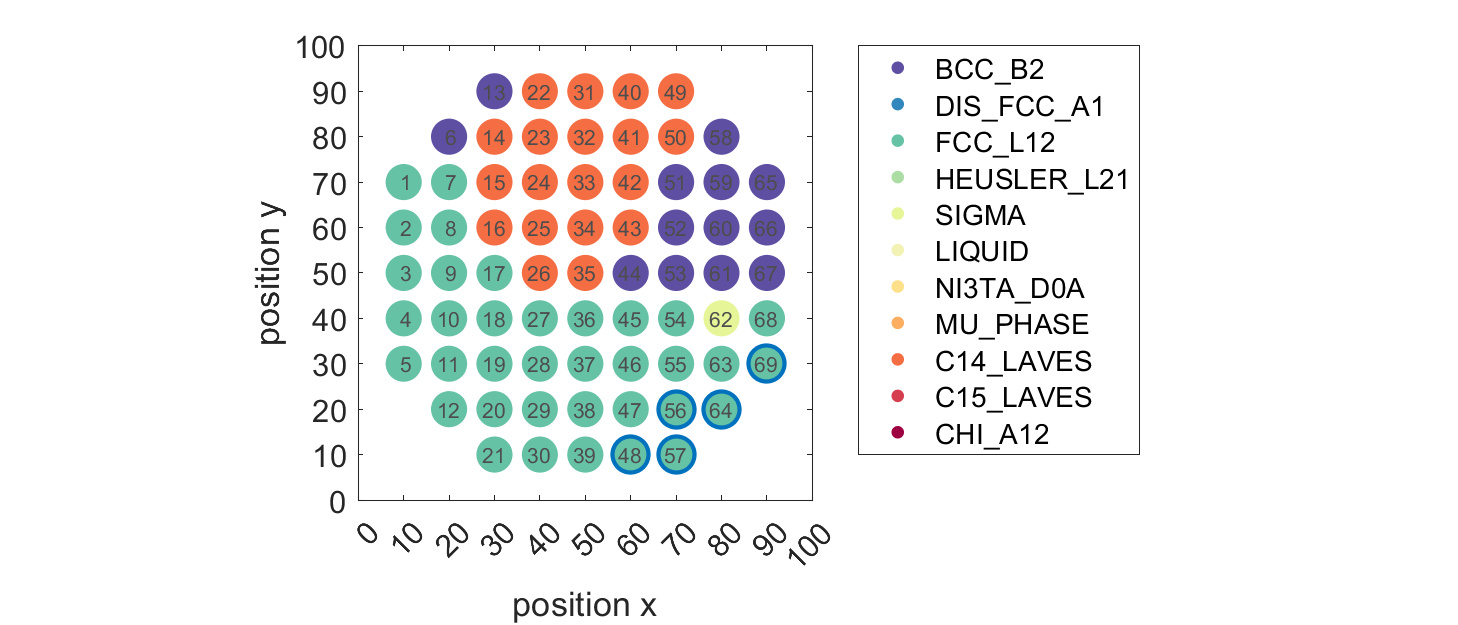 100
90
80
70
60
50
40
30
20
10
0
position y
13 22 31 40 49
6 14 23 32 41 50 58
1 7 15 24 33 42 51 59 65
2 8 16 25 34 43 52 60 66
3 9 17 26 35 44 53 61 67
4 10 18 27 36 45 54 62 68
5 11 19 28 37 46 55 63 69
12 20 29 38 47 56 64
21 30 39 48 57
0 10 20 30 40 50 60 70 80 90 100
position x
BCC_B2
DIS_FCC_A1
FCC_L12
HEUSLER_L21
SIGMA
LIQUID
NI3TA_D0A
MU_PHASE
C14_LAVES
C15_LAVES
CHI_A12